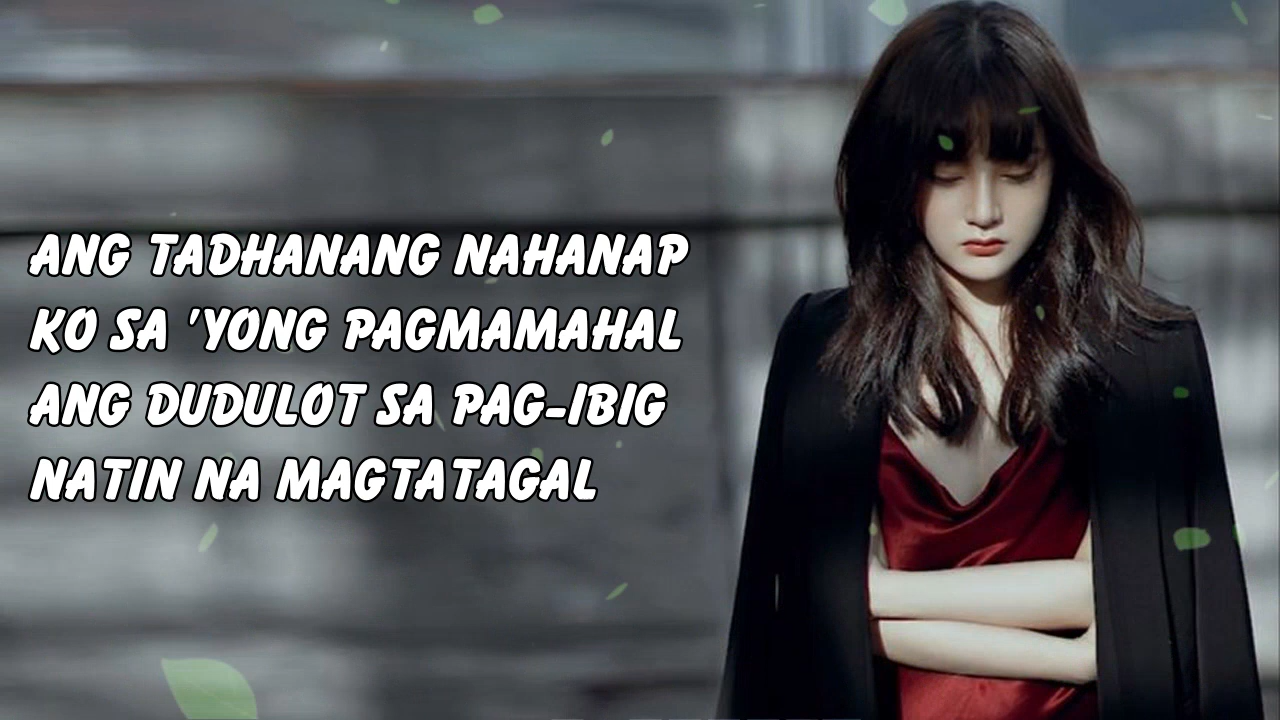 ANG TADHANANG NAHANAP
KO SA 'YONG PAGMAMAHAL
ANG DUDULOT SA PAG-IBIG
NATIN NA MAGTATAGAL